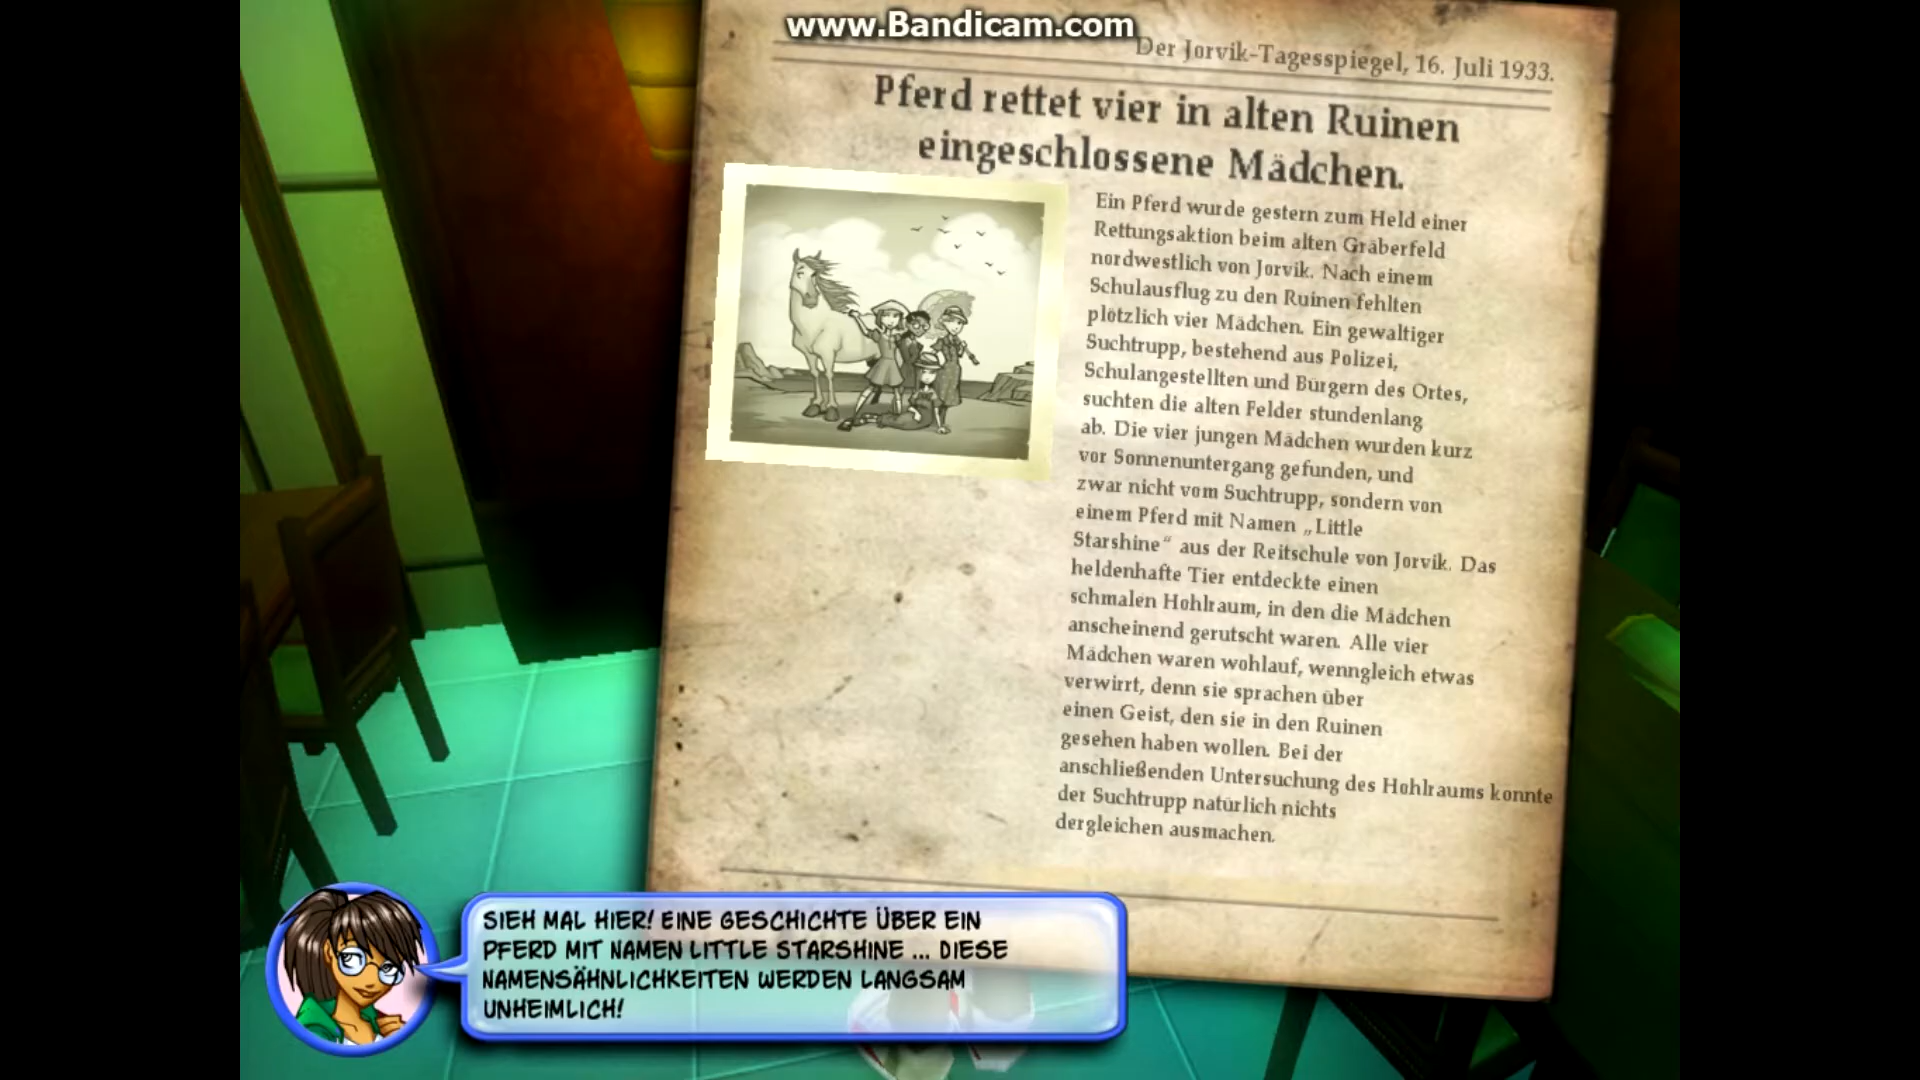 www.Bandicam.com
Der Jorvik-Tagesspiegel, 16. Juli 1933.
Pferd rettet vier in alten Ruinen
eingeschlossene Mädchen.
Ein Pferd wurde gestern zum Held einer
Rettungsaktion beim alten Gräberfeld
nordwestlich von Jorvik. Nach einem
Schulausflug zu den Ruinen fehlten
plötzlich vier Mädchen. Ein gewaltiger
Suchtrupp, bestehend aus Polizei,
Schulangestellten und Bürgern des Ortes,
suchten die alten Felder stundenlang
ab. Die vier jungen Mädchen wurden kurz
vor Sonnenuntergang gefunden, und
zwar nicht vom Suchtrupp, sondern von
einem Pferd mit Namen „Little
Starshine“ aus der Reitschule von Jorvik. Das
heldenhafte Tier entdeckte einen
schmalen Hohlraum, in den die Mädchen
anscheinend gerutscht waren. Alle vier
Mädchen waren wohlauf, wenngleich etwas
verwirrt, denn sie sprachen über
einen Geist, den sie in den Ruinen
gesehen haben wollen. Bei der
anschließenden Untersuchung des Hohlraums konnte
der Suchtrupp natürlich nichts
dergleichen ausmachen.
SIEH MAL HIER! EINE GESCHICHTE ÜBER EIN
PFERD MIT NAMEN LITTLE STARSHINE ... DIESE
NAMENSÄHNLICHKEITEN WERDEN LANGSAM
UNHEIMLICH!